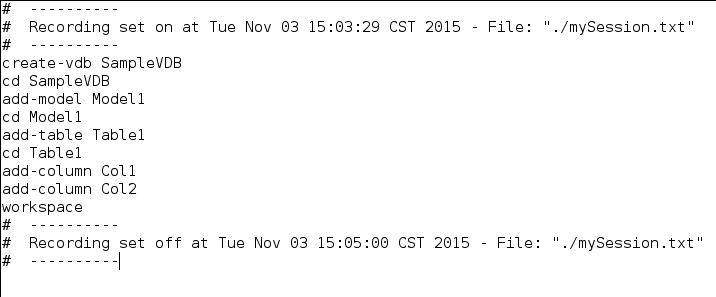 #  ----------
#  Recording set on at Tue Nov 03 15:03:29 CST 2015 - File: "./mySession.txt"
#  ----------
create-vdb SampleVDB
cd SampleVDB
add-model Model1
cd Model1
add-table Table1
cd Table1
add-column Col1
add-column Col2
workspace
#  ----------
#  Recording set off at Tue Nov 03 15:05:00 CST 2015 - File: "./mySession.txt"
#  ----------